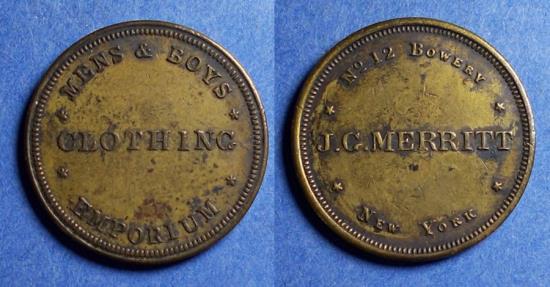 MENS & BOYS
CLOTHING
EMPORIUM
No. 12 BOWERY
J.G. MERRITT
NEW YORK